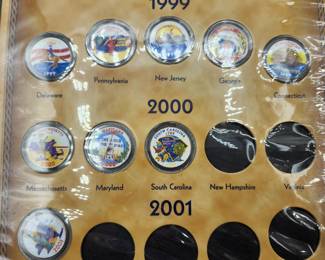 1999
Delaware
Pennsylvania
New Jersey
Georgia
Connecticut
2000
Massachusetts
Maryland
South Carolina
New Hampshire
Virginia
2001